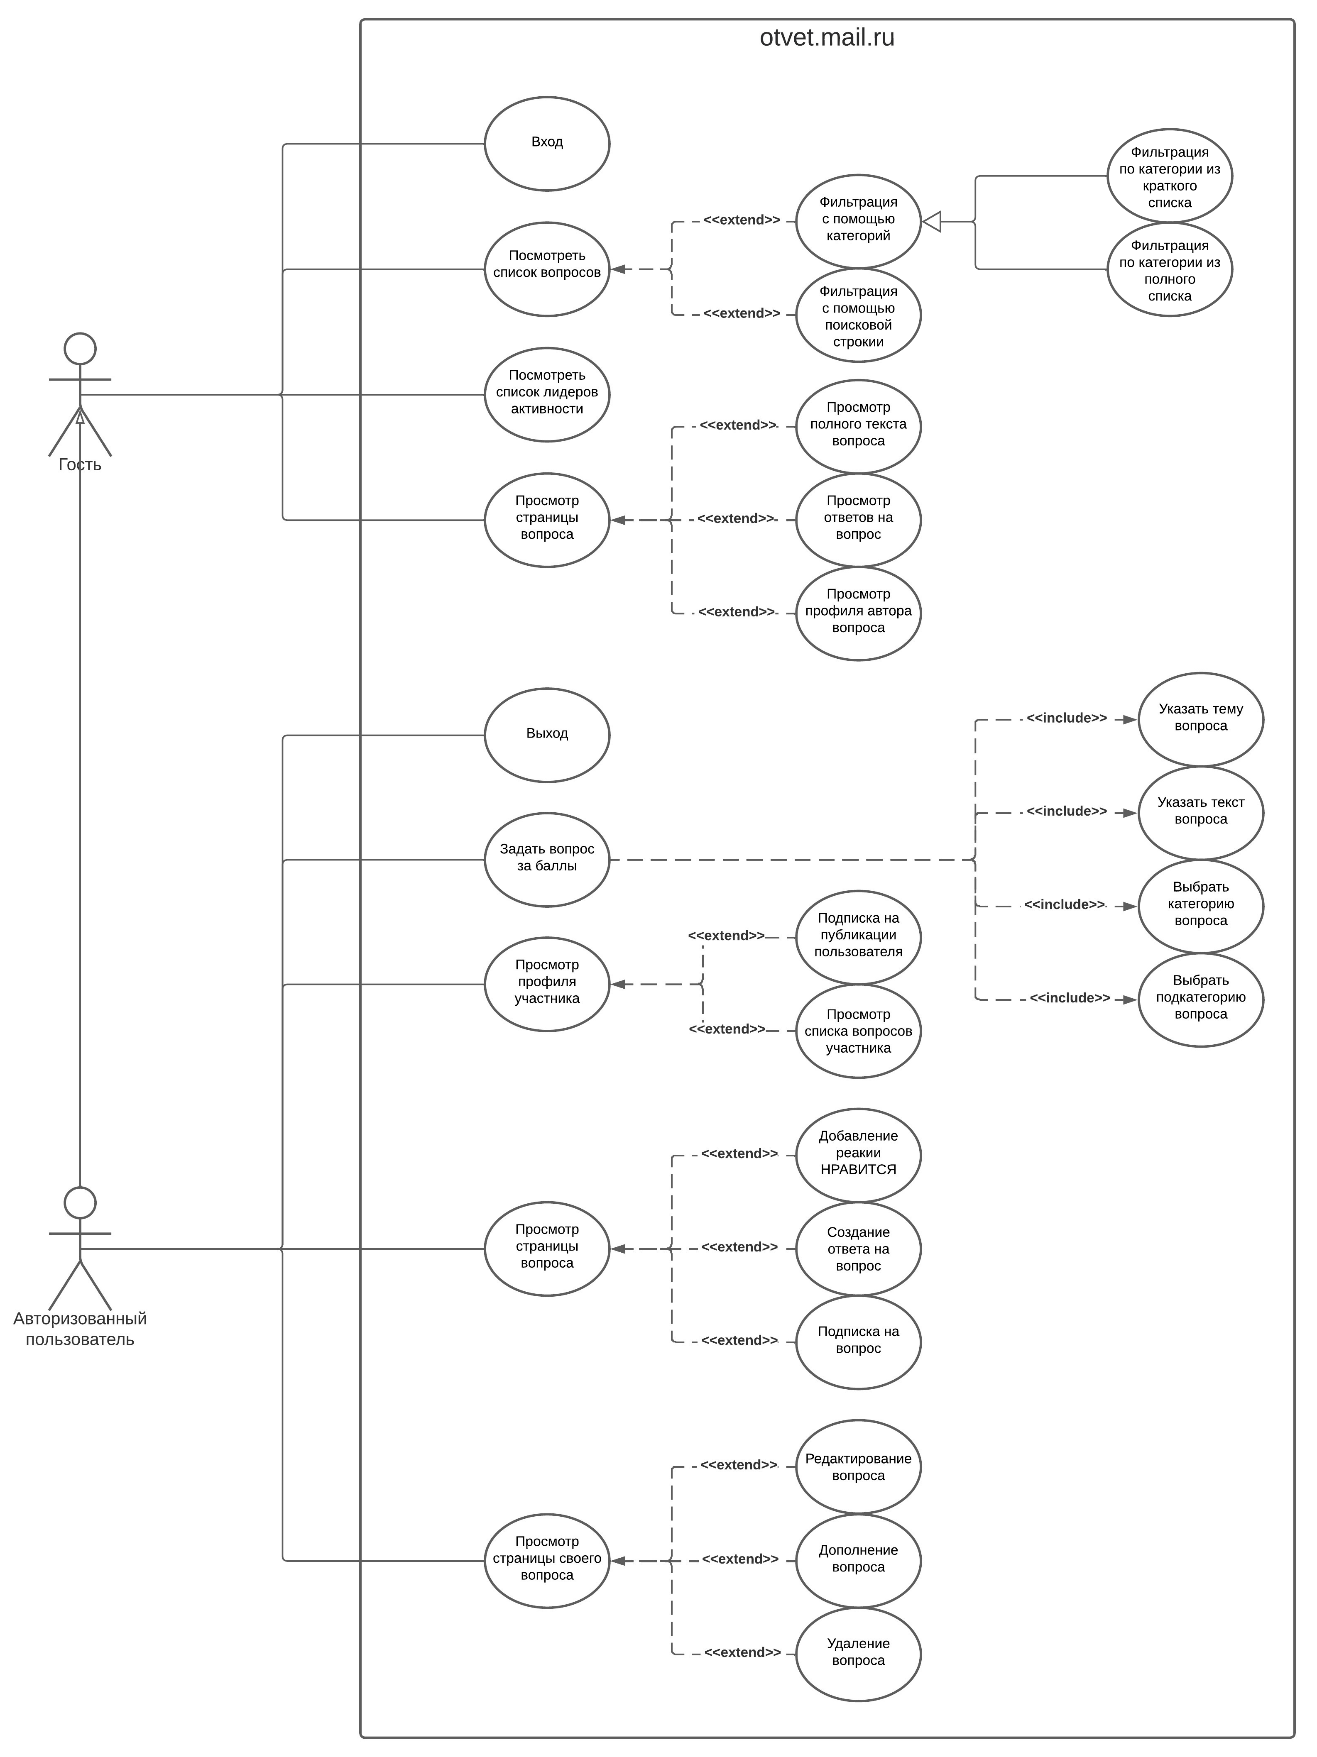 otvet.mail.ru
Вход
Фильтрация
по категории из
краткого
списка
Фильтрация
с помощью
категорий
<<extend>>
Посмотреть
список вопросов
Фильтрация
по категории из
полного
списка
Фильтрация
с помощью
поисковой
строкии
<<extend>>
Посмотреть
список лидеров
активности
Просмотр
полного текста
вопроса
<<extend>>
Гость
Просмотр
страницы
вопроса
<<extend>>
Просмотр
ответов на
вопрос
<<extend>>
Просмотр
профиля автора
вопроса
Выход
<<include>>
Указать тему
вопроса
<<include>>
Указать текст
вопроса
Задать вопрос
за баллы
<<include>>
Выбрать
категорию
вопроса
<<extend>>
Подписка на
публикации
пользователя
Просмотр
профиля
участника
<<include>>
Выбрать
подкатегорию
вопроса
<<extend>>
Просмотр
списка вопросов
участника
<<extend>>
Добавление
реакии
НРАВИТСЯ
Авторизованный
пользователь
Просмотр
страницы
вопроса
<<extend>>
Создание
ответа на
вопрос
<<extend>>
Подписка на
вопрос
<<extend>>
Редактирование
вопроса
Просмотр
страницы своего
вопроса
<<extend>>
Дополнение
вопроса
<<extend>>
Удаление
вопроса